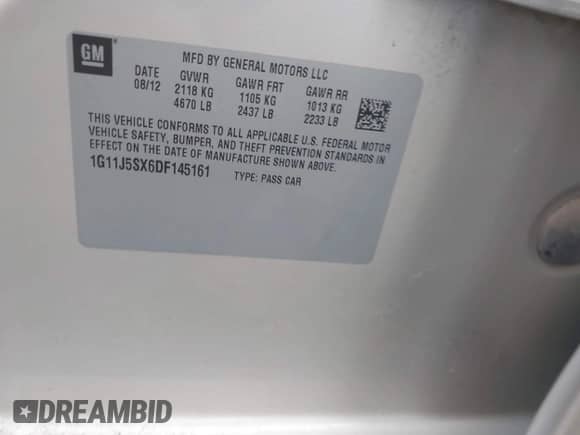 GM
MFD BY GENERAL MOTORS LLC
DATE GVWR GAWR FRT GAWR RR
08/12 2118 KG 1105 KG 1013 KG
4670 LB 2437 LB 2233 LB
THIS VEHICLE CONFORMS TO ALL APPLICABLE U.S. FEDERAL MOTOR
VEHICLE SAFETY, BUMPER, AND THEFT PREVENTION STANDARDS IN
EFFECT ON THE DATE OF MANUFACTURE SHOWN ABOVE.
1G11J5SX6DF145161 TYPE: PASS CAR
DREAMBID